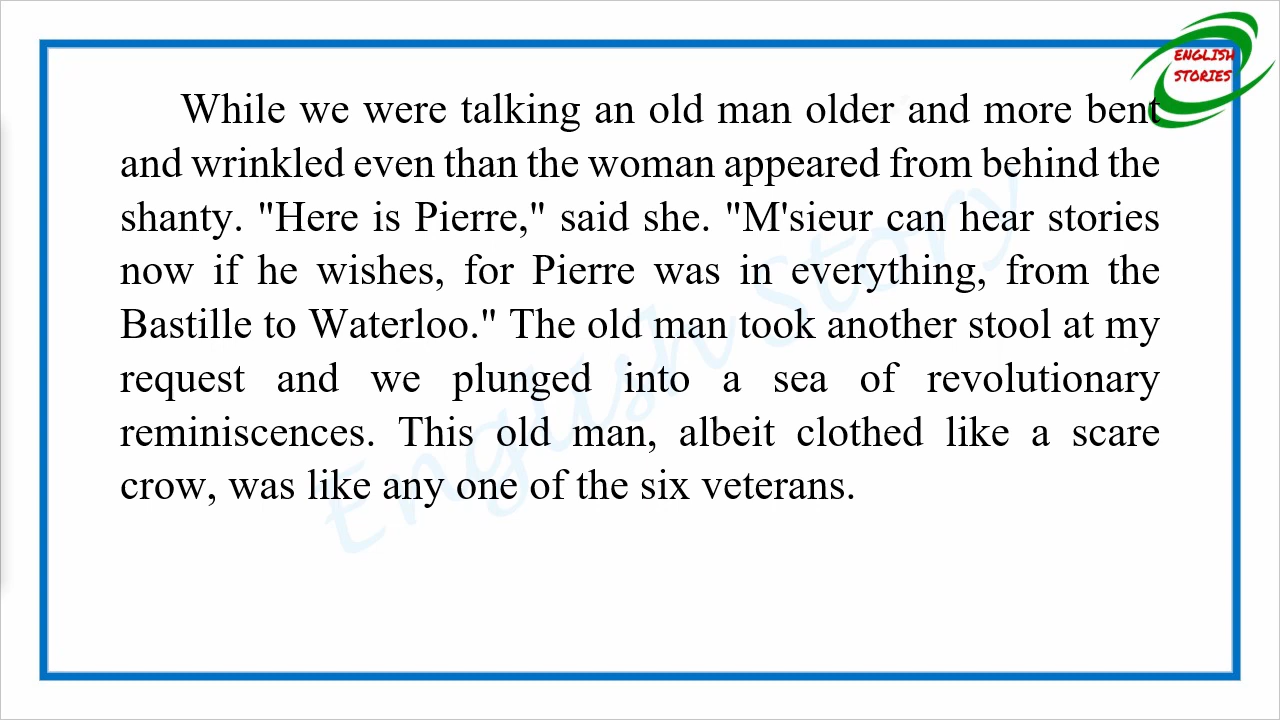 ENGLISH
STORIES
While we were talking an old man older and more bent
and wrinkled even than the woman appeared from behind the
shanty. "Here is Pierre," said she. "M'sieur can hear stories
now if he wishes, for Pierre was in everything, from the
Bastille to Waterloo." The old man took another stool at my
request and we plunged into a sea of revolutionary
reminiscences. This old man, albeit clothed like a scare
crow, was like any one of the six veterans.
English Story